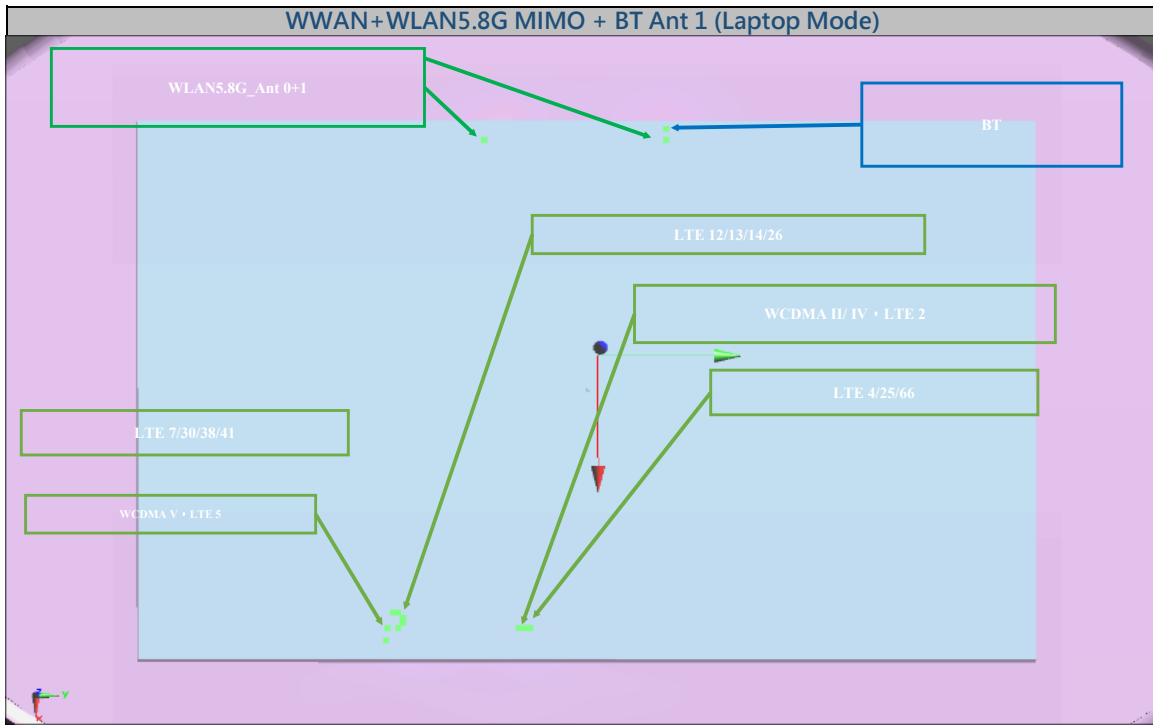 WWAN+WLAN5.8G MIMO + BT Ant 1 (Laptop Mode)
WLAN5.8G_Ant 0+1
BT
LTE 12/13/14/26
WCDMA II/ IV，LTE 2
LTE 4/25/66
LTE 7/30/38/41
WCDMA V，LTE 5
Z
Y
X